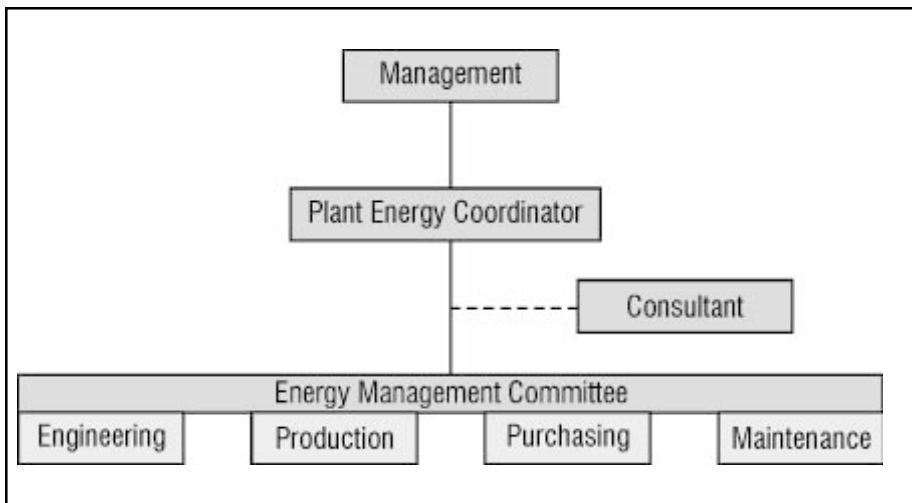 Management
Plant Energy Coordinator
Consultant
Energy Management Committee
Engineering
Production
Purchasing
Maintenance